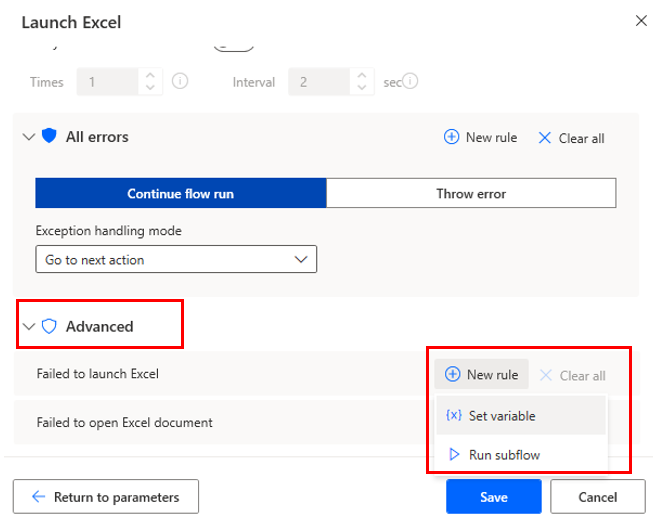 Launch Excel
Times 1 Interval 2 sec
All errors New rule Clear all
Continue flow run Throw error
Exception handling mode
Go to next action
Advanced
Failed to launch Excel New rule Clear all
{x} Set variable
Failed to open Excel document
Run subflow
Return to parameters Save Cancel